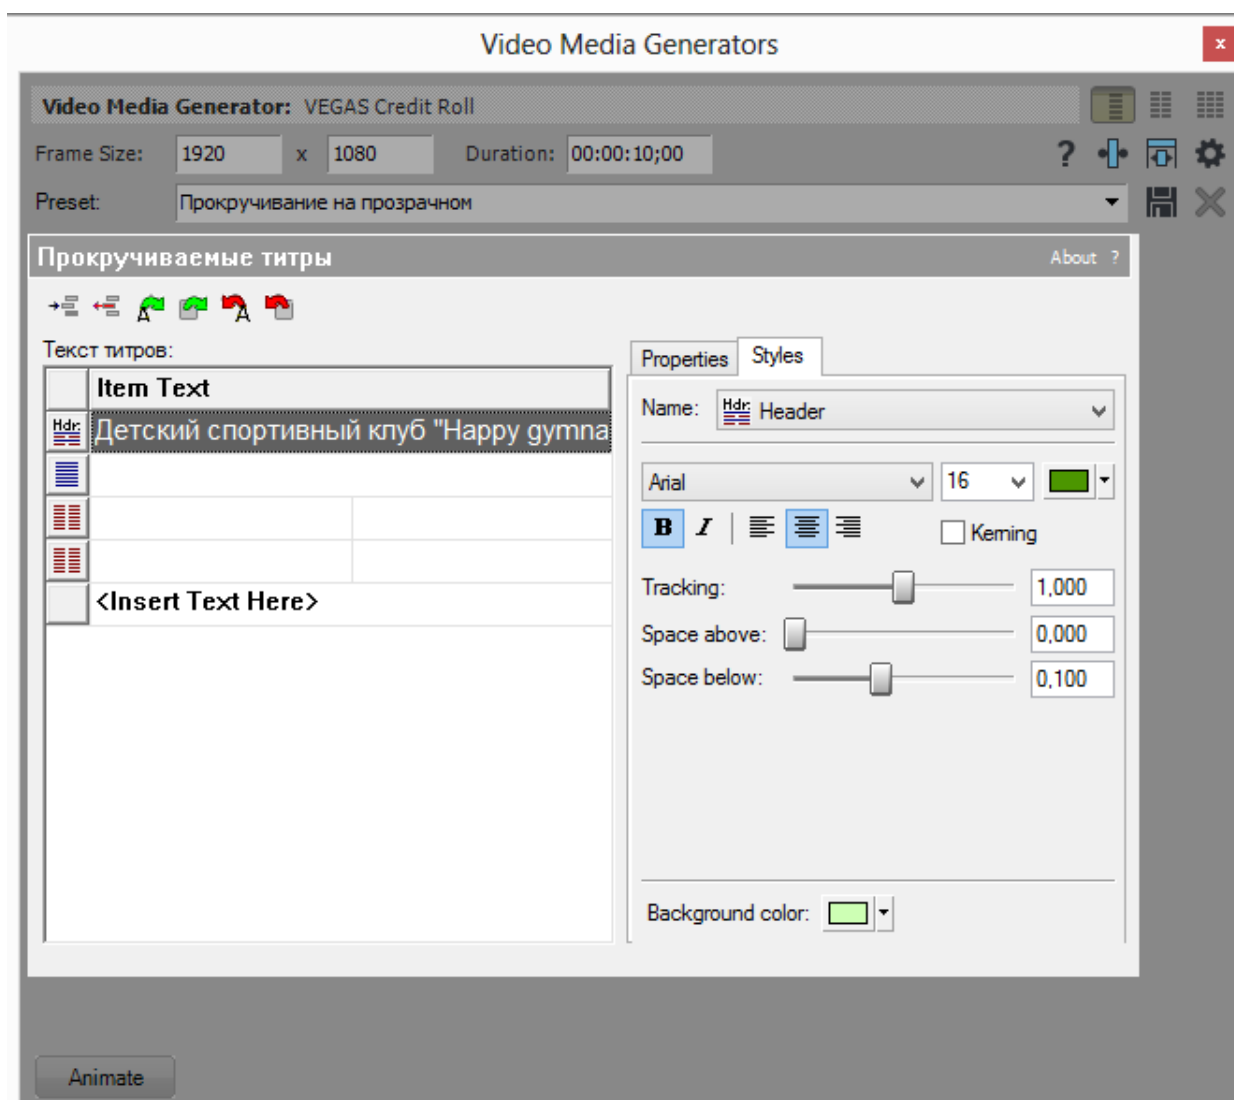 Video Media Generators
x
Video Media Generator: VEGAS Credit Roll
Frame Size: 1920 x 1080 Duration: 00:00:10;00 ?
Preset: Прокручивание на прозрачном
Прокручиваемые титры About ?
Текст титров:
Properties Styles
Item Text
Name: Hdr: Header
Hdr: Детский спортивный клуб "Happy gymna
Arial 16
B I Kerning
Tracking: 1,000
<Insert Text Here>
Space above: 0,000
Space below: 0,100
Background color:
Animate